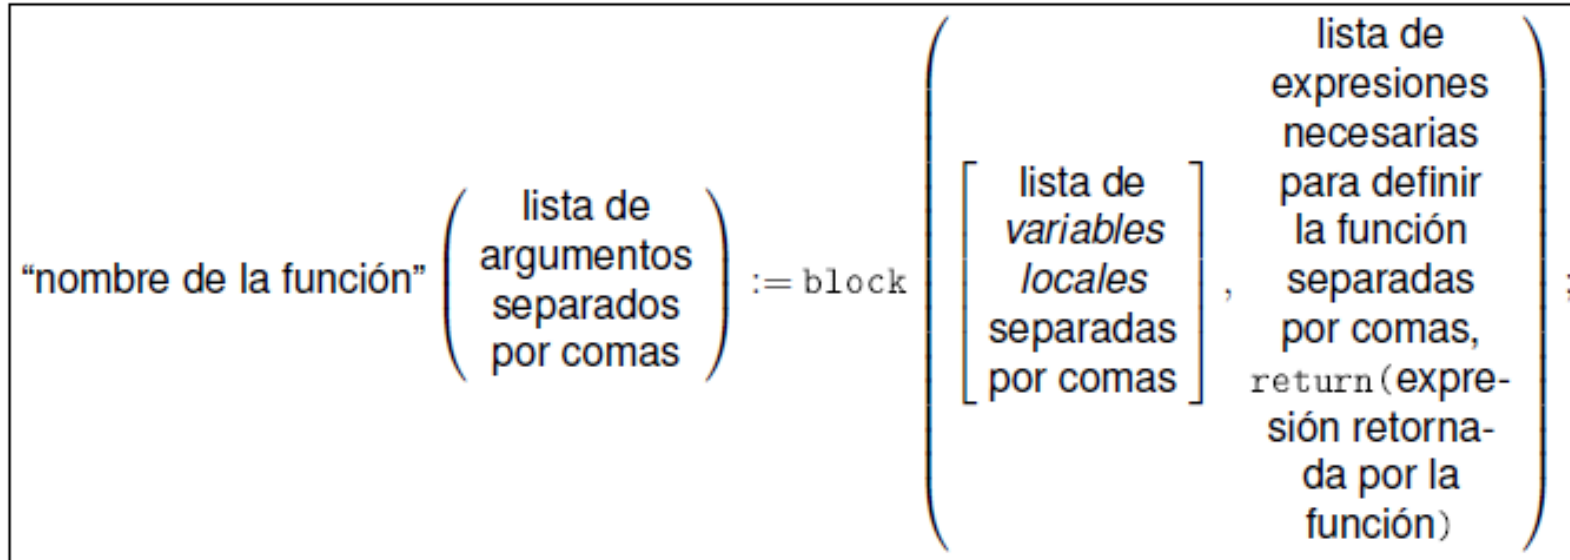 “nombre de la función”
lista de
argumentos
separados
por comas
:= block
lista de
variables
locales
separadas
por comas
,
lista de
expresiones
necesarias
para definir
la función
separadas
por comas,
return(expre-
sión retorna-
da por la
función)
;